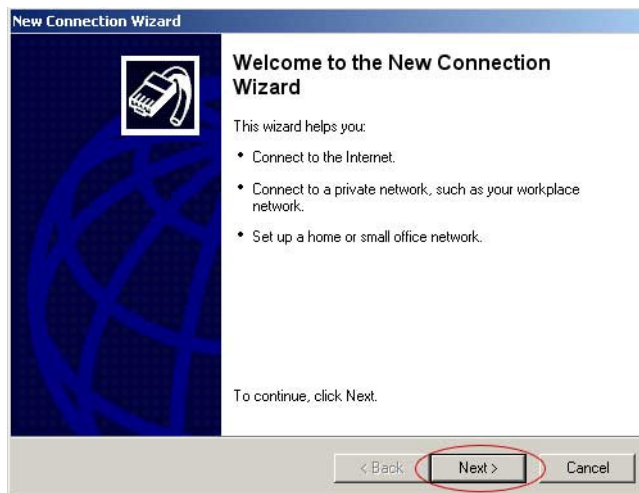 New Connection Wizard
Welcome to the New Connection
Wizard
This wizard helps you:
• Connect to the Internet.
• Connect to a private network, such as your workplace
network.
• Set up a home or small office network.
To continue, click Next.
< Back
Next >
Cancel